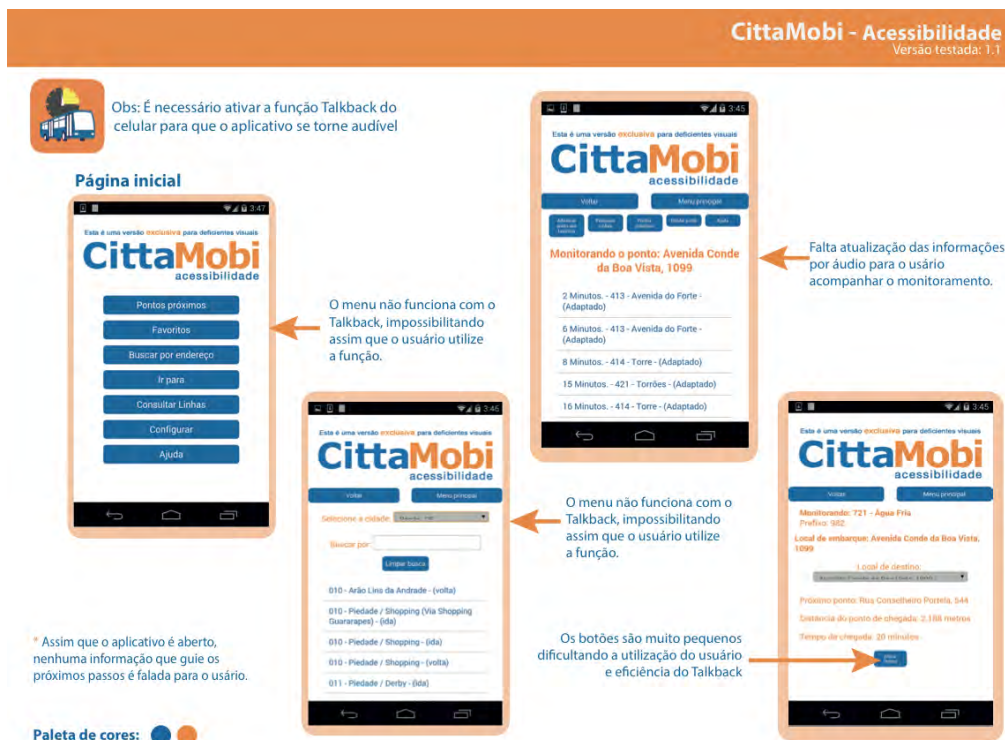 CittaMobi - Acessibilidade
Versão testada: 1.1
Obs: É necessário ativar a função Talkback do
celular para que o aplicativo se torne audível
Página inicial
3:47
Esta é uma versão exclusiva para deficientes visuais
CittaMobi
acessibilidade
Pontos próximos
Favoritos
Buscar por endereço
Ir para
Consultar Linhas
Configurar
Ajuda
O menu não funciona com o
Talkback, impossibilitando
assim que o usuário utilize
a função.
* Assim que o aplicativo é aberto,
nenhuma informação que guie os
próximos passos é falada para o usário.
Paleta de cores:
3:45
Esta é uma versão exclusiva para deficientes visuais
CittaMobi
acessibilidade
Voltar
Menu principal
Selecione a cidade:
Buscar por:
Limpar busca
010 - Arão Lins da Andrade - (volta)
010 - Piedade / Shopping (Via Shopping
Guararapes) - (ida)
010 - Piedade / Shopping - (ida)
010 - Piedade / Shopping - (volta)
011 - Piedade / Derby - (ida)
O menu não funciona com o
Talkback, impossibilitando
assim que o usuário utilize
a função.
3:45
Esta é uma versão exclusiva para deficientes visuais
CittaMobi
acessibilidade
Voltar
Menu principal
Ajuda
Monitorando o ponto: Avenida Conde
da Boa Vista, 1099
2 Minutos. - 413 - Avenida do Forte -
(Adaptado)
6 Minutos. - 413 - Avenida do Forte -
(Adaptado)
8 Minutos. - 414 - Torre - (Adaptado)
15 Minutos. - 421 - Torrões - (Adaptado)
16 Minutos. - 414 - Torre - (Adaptado)
Falta atualização das informações
por áudio para o usário
acompanhar o monitoramento.
3:45
Esta é uma versão exclusiva para deficientes visuais
CittaMobi
acessibilidade
Voltar
Menu principal
Monitorando: 721 - Água Fria
Prefixo: 982
Local de embarque: Avenida Conde da Boa Vista,
1099
Local de destino:
Próximo ponto: Rua Conselheiro Portela, 544
Distância do ponto de chegada: 2.188 metros
Tempo de chegada: 20 minutos
Os botões são muito pequenos
dificultando a utilização do usuário
e eficiência do Talkback